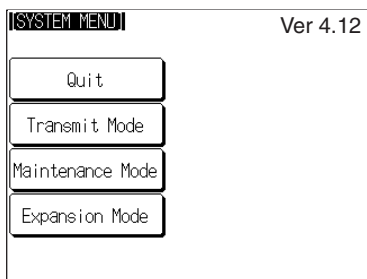 [SYSTEM MENU]
Ver 4.12
Quit
Transmit Mode
Maintenance Mode
Expansion Mode